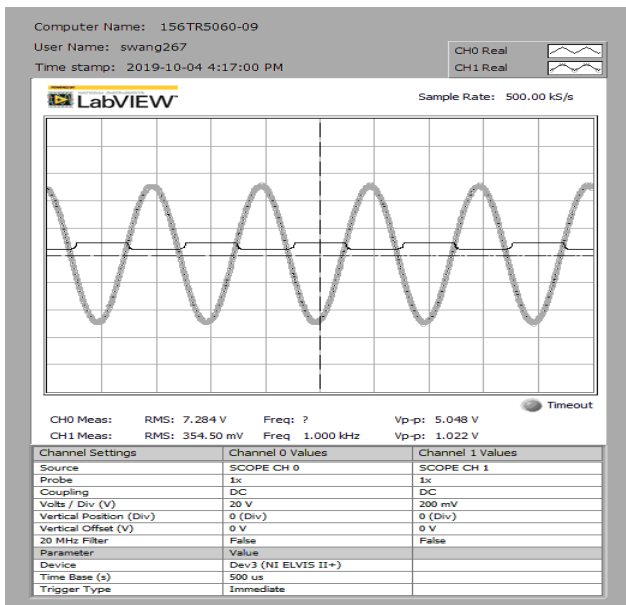 Computer Name: 156TR5060-09
User Name: swang267
Time stamp: 2019-10-04 4:17:00 PM
CH0 Real
CH1 Real
LabVIEW
Sample Rate: 500.00 kS/s
Timeout
CH0 Meas: RMS: 7.284 V Freq: ? Vp-p: 5.048 V
CH1 Meas: RMS: 354.50 mV Freq 1.000 kHz Vp-p: 1.022 V
Channel Settings Channel 0 Values Channel 1 Values
Source SCOPE CH 0 SCOPE CH 1
Probe 1x 1x
Coupling DC DC
Volts / Div (V) 20 V 200 mV
Vertical Position (Div) 0 (Div) 0 (Div)
Vertical Offset (V) 0 V 0 V
20 MHz Filter False False
Parameter Value
Device Dev3 (NI ELVIS II+)
Time Base (s) 500 us
Trigger Type Immediate